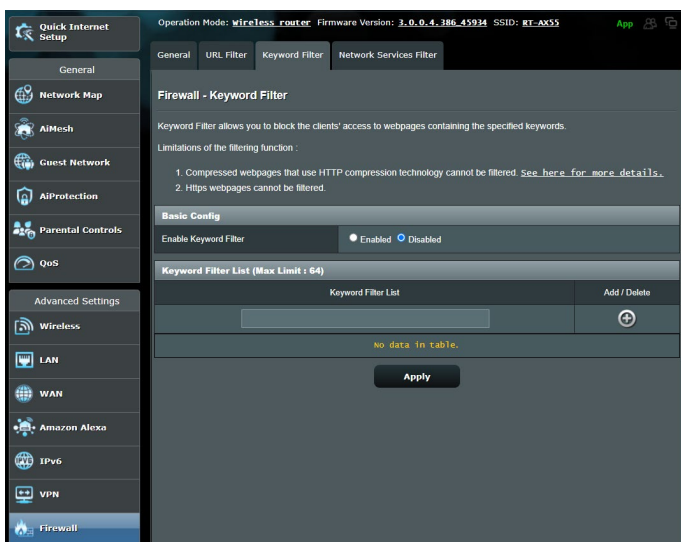 Quick Internet
Setup
General
Network Map
AiMesh
Guest Network
AiProtection
Parental Controls
QoS
Advanced Settings
Wireless
LAN
WAN
Amazon Alexa
IPv6
VPN
Firewall
Operation Mode: Wireless router Firmware Version: 3.0.0.4.386_45934 SSID: RT-AX55 App
General URL Filter Keyword Filter Network Services Filter
Firewall - Keyword Filter
Keyword Filter allows you to block the clients' access to webpages containing the specified keywords.
Limitations of the filtering function :
1. Compressed webpages that use HTTP compression technology cannot be filtered. See here for more details.
2. Https webpages cannot be filtered.
Basic Config
Enable Keyword Filter Enabled Disabled
Keyword Filter List (Max Limit : 64)
Keyword Filter List Add / Delete
No data in table.
Apply